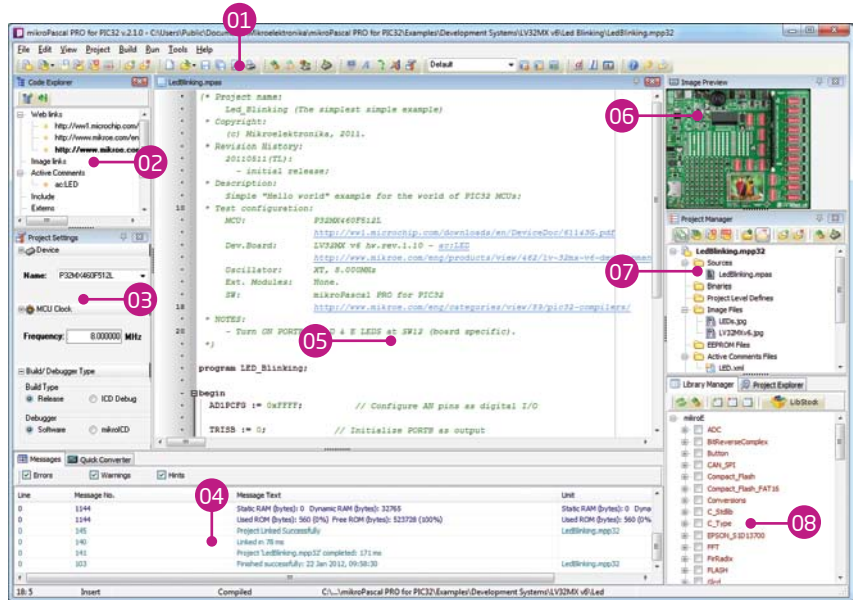 01
mikroPascal PRO for PIC32 v.2.1.0 - C:\Users\Public\Documents\Mikroelektronika\mikroPascal PRO for PIC32\Examples\Development Systems\LV32MX v6\Led Blinking\LedBlinking.mpp32
File Edit View Project Build Run Tools Help
Default
Code Explorer
Web links
http://ww1.microchip.com/
http://www.mikroe.com/en
http://www.mikroe.com
Image links
02
Active Comments
ac:LED
Include
Externs
Project Settings
Device
Name: P32MX460F512L
03
MCU Clock
Frequency: 8.000000 MHz
Build/ Debugger Type
Build Type
Release ICD Debug
Debugger
Software mikroICD
LedBlinking.mpas
(* Project name:
Led_Blinking (The simplest simple example)
* Copyright:
(c) Mikroelektronika, 2011.
* Revision History:
20110511(TL):
- initial release;
* Description:
Simple "Hello world" example for the world of PIC32 MCUs;
10 * Test configuration:
MCU: P32MX460F512L
http://ww1.microchip.com/downloads/en/DeviceDoc/61143G.pdf
Dev.Board: LV32MX v6 hw.rev.1.10 - ac:LED
http://www.mikroe.com/eng/products/view/462/lv-32mx-v6-developmen
Oscillator: XT, 8.000MHz
Ext. Modules: None.
SW: mikroPascal PRO for PIC32
18 http://www.mikroe.com/eng/categories/view/89/pic32-compilers/
* NOTES:
20 - Turn ON PORT & E LEDS at SW12 (board specific).
05
*)
program LED_Blinking;
begin
AD1PCFG := 0xFFFF; // Configure AN pins as digital I/O
TRISB := 0; // Initialize PORTB as output
Image Preview
06
Project Manager
LedBlinking.mpp32
Sources
07
LedBlinking.mpas
Binaries
Project Level Defines
Image Files
LEDs.jpg
LV32MXv6.jpg
EEPROM Files
Active Comments Files
LED.xml
Library Manager Project Explorer
LibStock
mikroE
ADC
BitReverseComplex
Button
CAN_SPI
Compact_Flash
Compact_Flash_FAT16
Conversions
C_Stdlib
C_Type
08
EPSON_S1D13700
FFT
FirRadix
FLASH
Glcd
Messages Quick Converter
Errors Warnings Hints
Line Message No. Message Text Unit
0 1144 Static RAM (bytes): 0 Dynamic RAM (bytes): 32765 Static RAM (bytes): 0 Dyna
0 1144 Used ROM (bytes): 560 (0%) Free ROM (bytes): 523728 (100%) Used ROM (bytes): 560 (0%
0 145 Project Linked Successfully LedBlinking.mpp32
04
0 140 Linked in 78 ms
0 141 Project 'LedBlinking.mpp32' completed: 171 ms
0 103 Finished successfully: 22 Jan 2012, 09:58:30 LedBlinking.mpp32
18:5 Insert Compiled C:\...\mikroPascal PRO for PIC32\Examples\Development Systems\LV32MX v6\Led